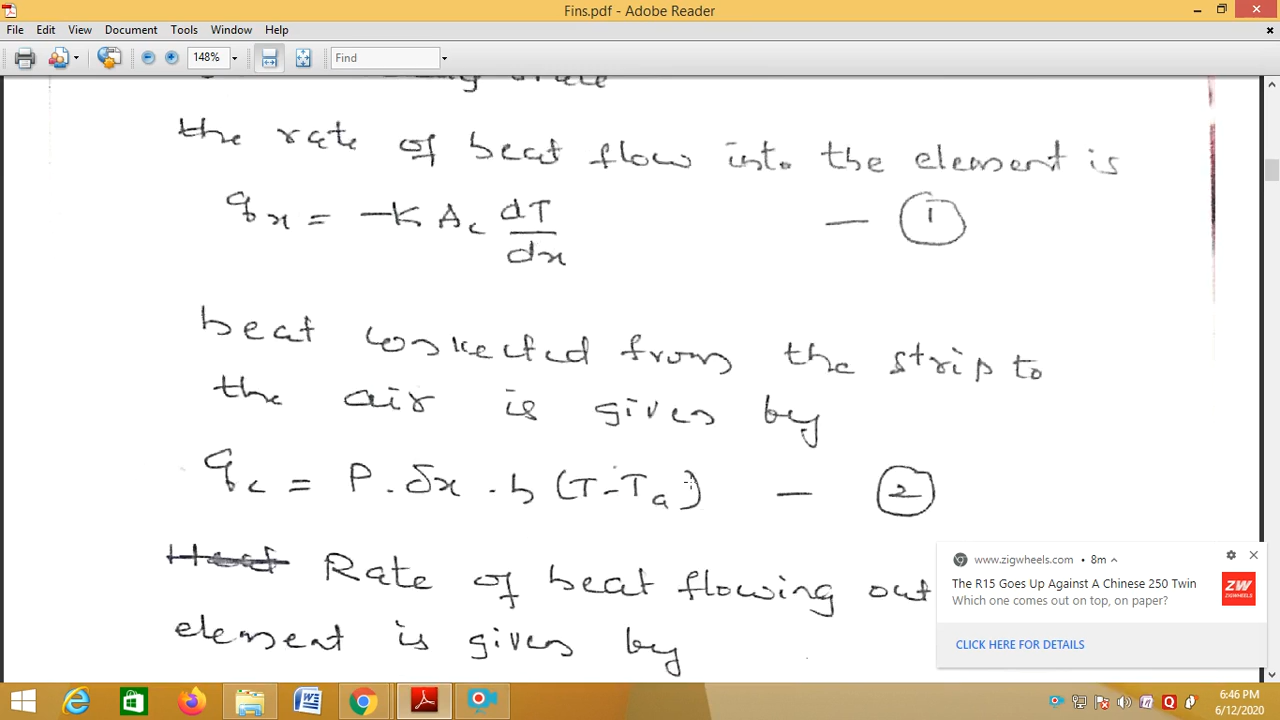 Fins.pdf - Adobe Reader
File Edit View Document Tools Window Help
148% Find
the rate of heat flow into the element is
qx = -K Ac dT/dx — 1
heat convected from the strip to
the air is given by
qc = P. δx . h (T-Ta) — 2
Rate of heat flowing out
element is given by
www.zigwheels.com • 8m
The R15 Goes Up Against A Chinese 250 Twin
Which one comes out on top, on paper?
ZW
ZIGWHEELS
CLICK HERE FOR DETAILS
6:46 PM
6/12/2020